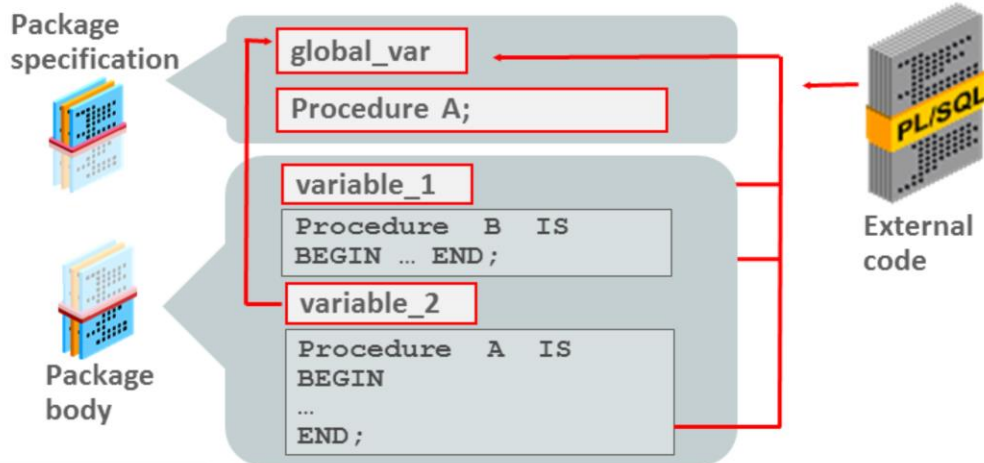 Package
specification
global_var
Procedure A;
PL/SQL
External
code
variable_1
Procedure B IS
BEGIN … END;
variable_2
Procedure A IS
BEGIN
…
END;
Package
body